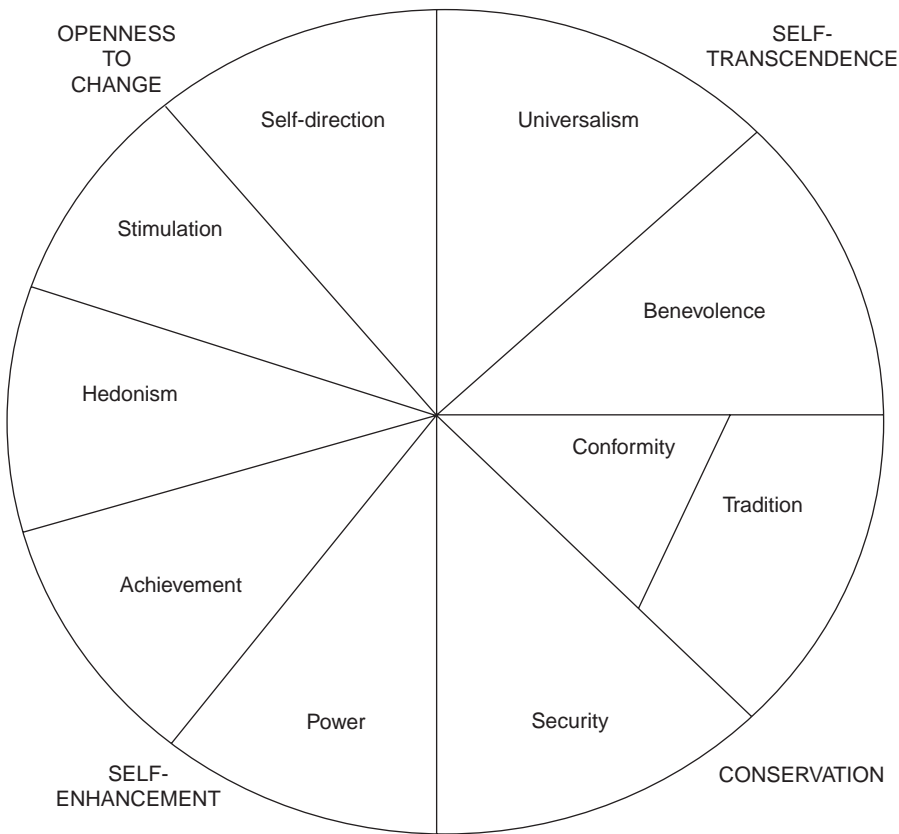 OPENNESS
TO
CHANGE
SELF-
TRANSCENDENCE
Self-direction
Universalism
Stimulation
Benevolence
Hedonism
Conformity
Tradition
Achievement
Power
Security
SELF-
ENHANCEMENT
CONSERVATION